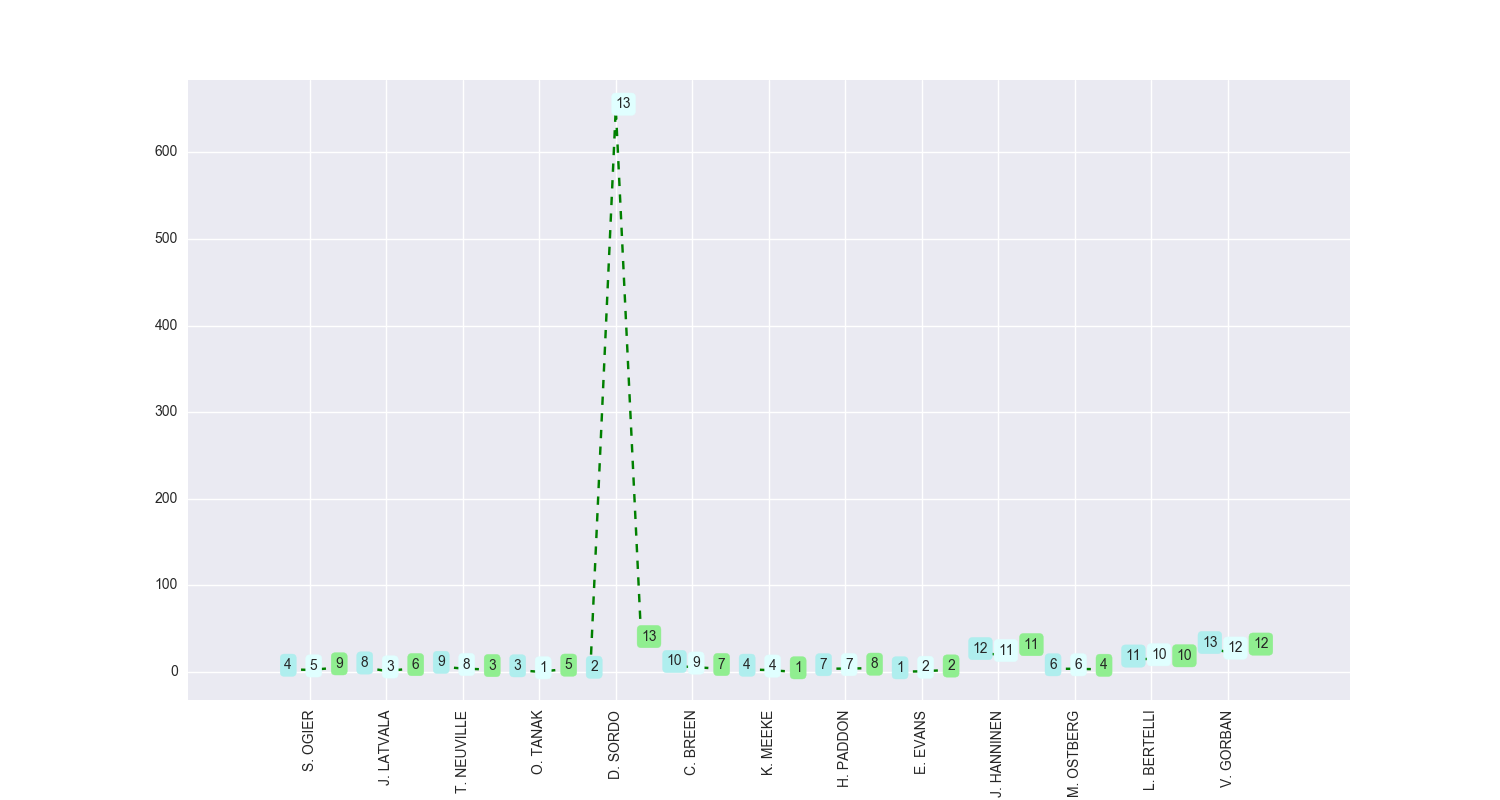 13
600
500
400
300
200
100
0
4 5 9 8 3 6 9 8 3 3 1 5 2 13 10 9 7 4 4 1 7 7 8 1 2 2 12 11 11 6 6 4 11 10 10 13 12 12
S. OGIER
J. LATVALA
T. NEUVILLE
O. TANAK
D. SORDO
C. BREEN
K. MEEKE
H. PADDON
E. EVANS
J. HANNINEN
M. OSTBERG
L. BERTELLI
V. GORBAN